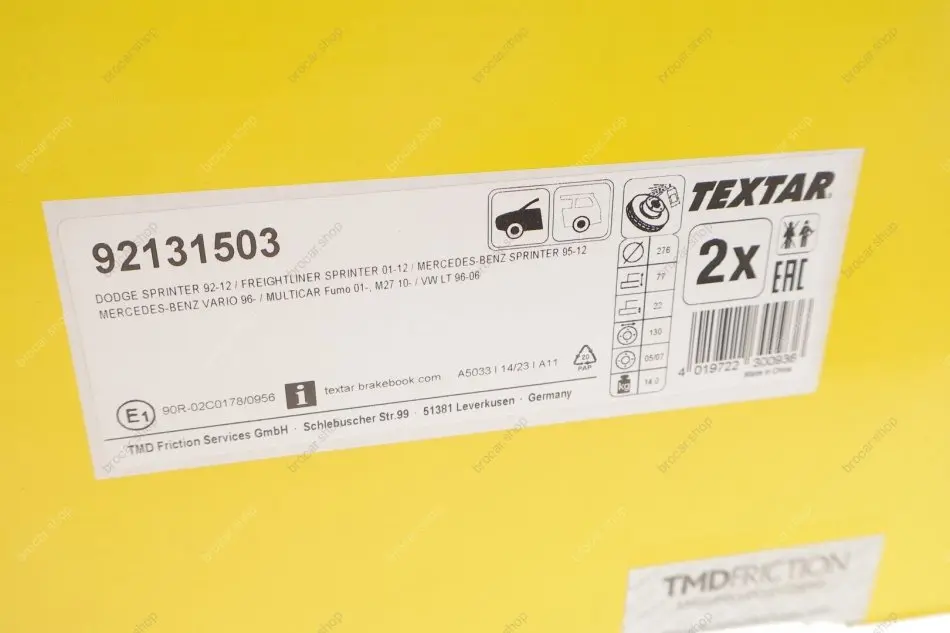 92131503
DODGE SPRINTER 92-12 / FREIGHTLINER SPRINTER 01-12 / MERCEDES-BENZ SPRINTER 95-12
MERCEDES-BENZ VARIO 96- / MULTICAR Fumo 01-, M27 10- / VW LT 96-06
TEXTAR
2x
EAC
276
77
22
130
05/07
kg 14.0
4 019722 300936
Made in China
20
PAP
E1 90R-02C0178/0956 i textar brakebook.com A5033 I 14/23 I A11
TMD Friction Services GmbH · Schlebuscher Str.99 · 51381 Leverkusen · Germany
TMDFRICTION
brocar.shop